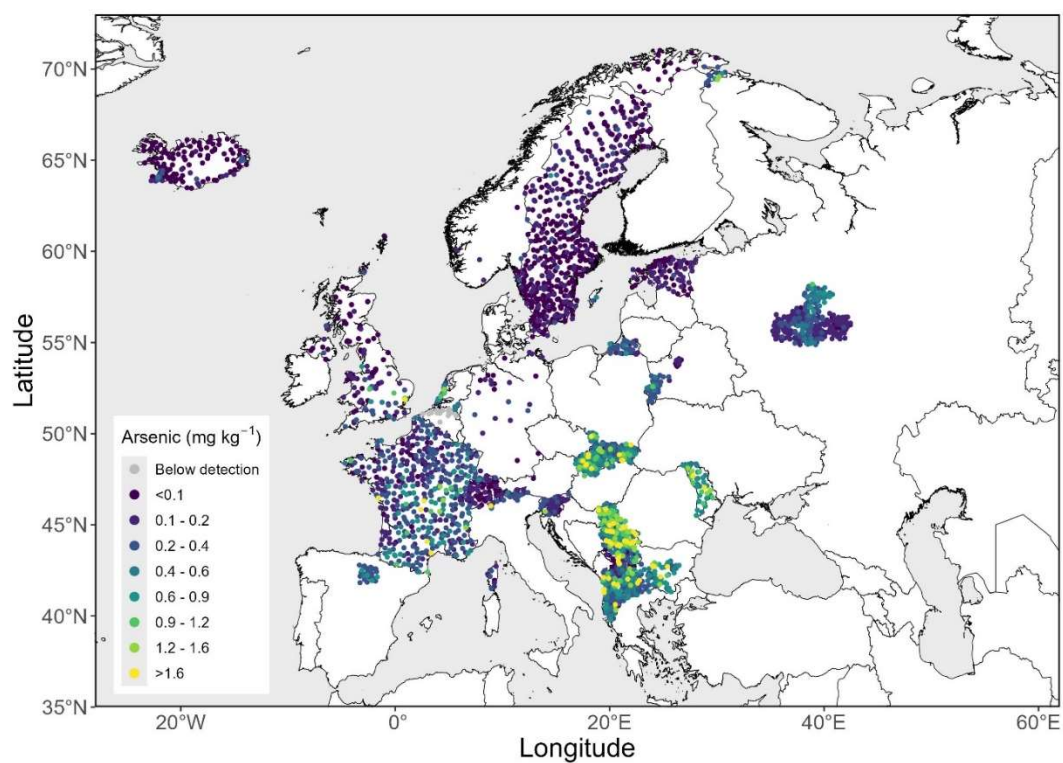 70°N
65°N
60°N
55°N
50°N
45°N
40°N
35°N
Latitude
Arsenic (mg kg⁻¹)
Below detection
<0.1
0.1 - 0.2
0.2 - 0.4
0.4 - 0.6
0.6 - 0.9
0.9 - 1.2
1.2 - 1.6
>1.6
20°W
0°
20°E
40°E
60°E
Longitude